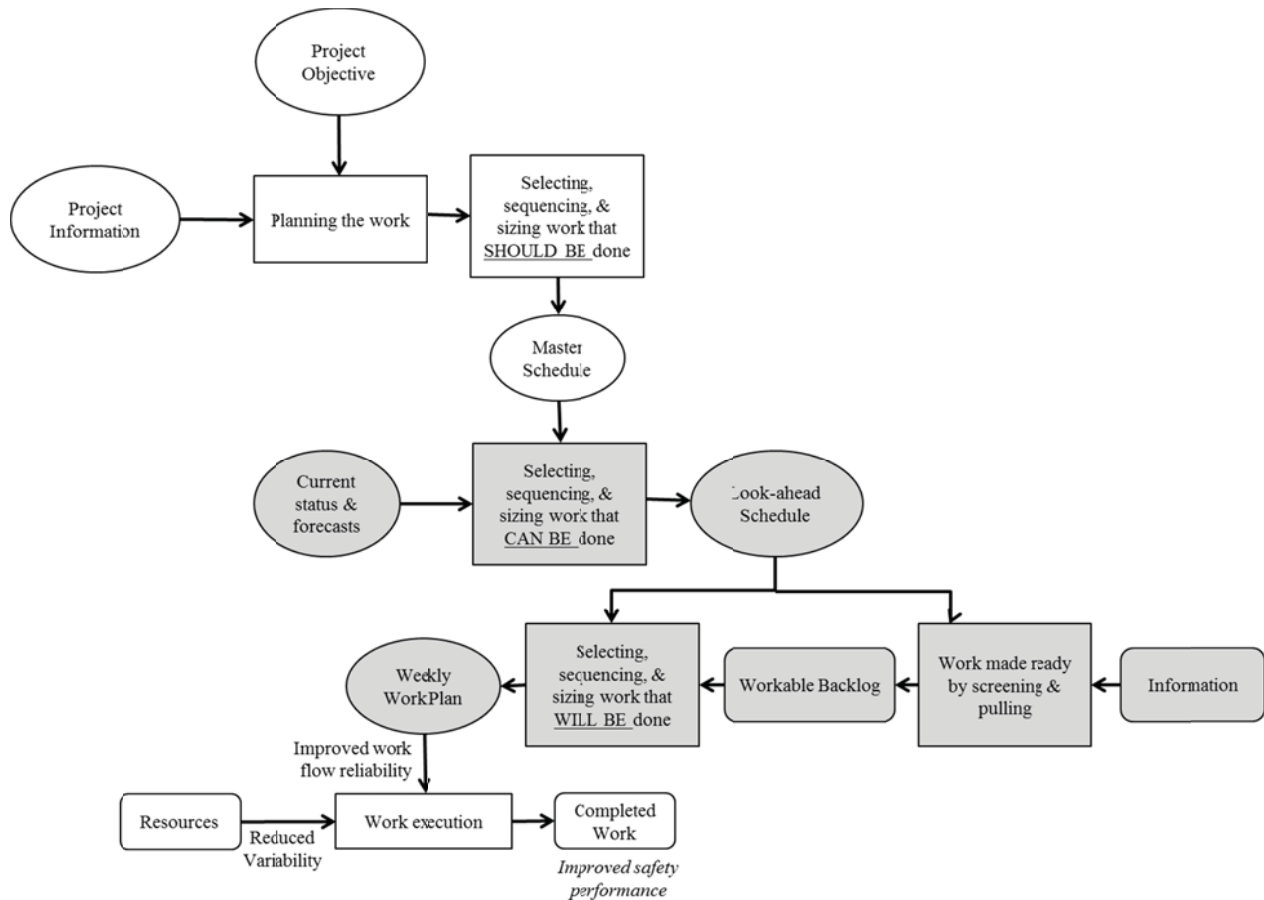 Project
Objective
Project
Information
Planning the work
Selecting,
sequencing, &
sizing work that
SHOULD BE done
Master
Schedule
Current
status &
forecasts
Selecting,
sequencing, &
sizing work that
CAN BE done
Look-ahead
Schedule
Weekly
WorkPlan
Selecting,
sequencing, &
sizing work that
WILL BE done
Workable Backlog
Work made ready
by screening &
pulling
Information
Improved work
flow reliability
Resources
Reduced
Variability
Work execution
Completed
Work
Improved safety
performance